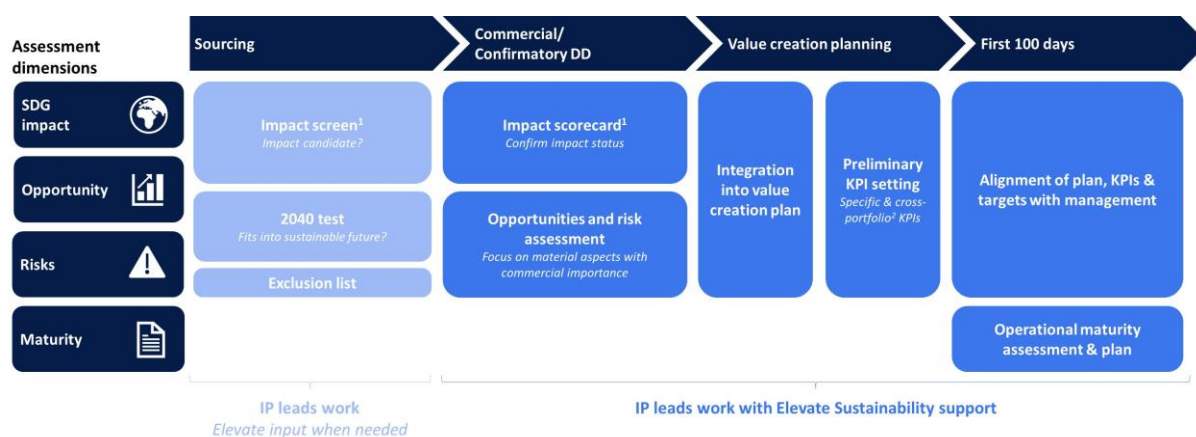 Assessment
dimensions
Sourcing
Commercial/
Confirmatory DD
Value creation planning
First 100 days
SDG
impact
Opportunity
Risks
Maturity
Impact screen¹
Impact candidate?
2040 test
Fits into sustainable future?
Exclusion list
Impact scorecard¹
Confirm impact status
Opportunities and risk
assessment
Focus on material aspects with
commercial importance
Integration
into value
creation plan
Preliminary
KPI setting
Specific & cross-
portfolio² KPIs
Alignment of plan, KPIs &
targets with management
Operational maturity
assessment & plan
IP leads work
Elevate input when needed
IP leads work with Elevate Sustainability support